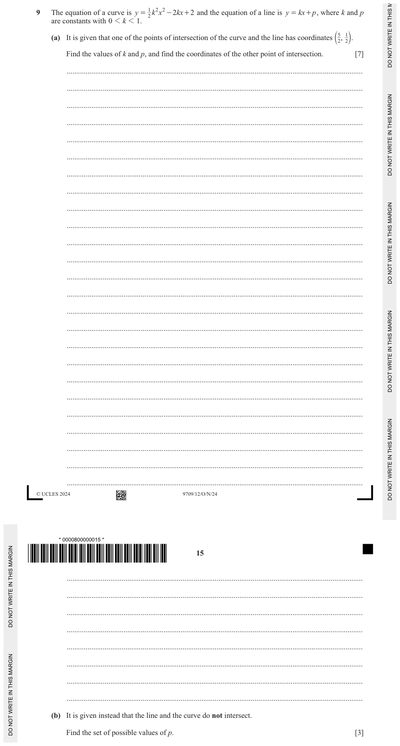 9 The equation of a curve is y = ½k²x² − 2kx + 2 and the equation of a line is y = kx + p, where k and p
are constants with 0 < k < 1.
(a) It is given that one of the points of intersection of the curve and the line has coordinates (5/2, 1/2).
Find the values of k and p, and find the coordinates of the other point of intersection. [7]
© UCLES 2024 9709/12/O/N/24
* 0000800000015 *
15
(b) It is given instead that the line and the curve do not intersect.
Find the set of possible values of p. [3]
DO NOT WRITE IN THIS M
DO NOT WRITE IN THIS MARGIN
DO NOT WRITE IN THIS MARGIN
DO NOT WRITE IN THIS MARGIN
DO NOT WRITE IN THIS MARGIN
DO NOT WRITE IN THIS MARGIN
DO NOT WRITE IN THIS MARGIN